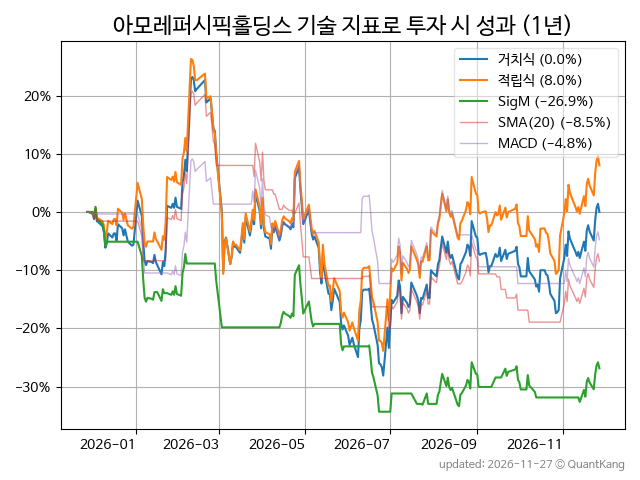 아모레퍼시픽홀딩스 기술 지표로 투자 시 성과 (1년)
거치식 (0.0%)
적립식 (8.0%)
SigM (−26.9%)
SMA(20) (−8.5%)
MACD (−4.8%)
20%
10%
0%
−10%
−20%
−30%
2026-01 2026-03 2026-05 2026-07 2026-09 2026-11
updated: 2026-11-27 © QuantKang